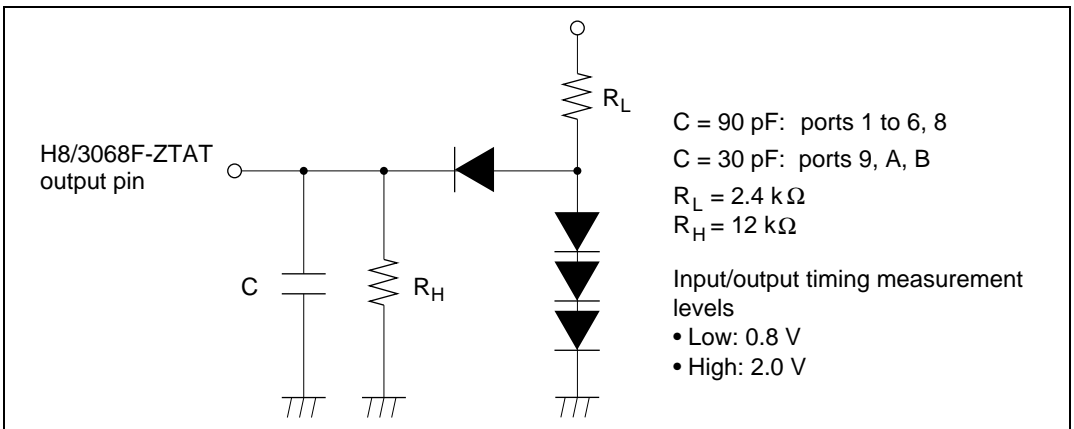 H8/3068F-ZTAT
output pin
C
R_H
R_L
C = 90 pF: ports 1 to 6, 8
C = 30 pF: ports 9, A, B
R_L = 2.4 kΩ
R_H = 12 kΩ
Input/output timing measurement
levels
• Low: 0.8 V
• High: 2.0 V